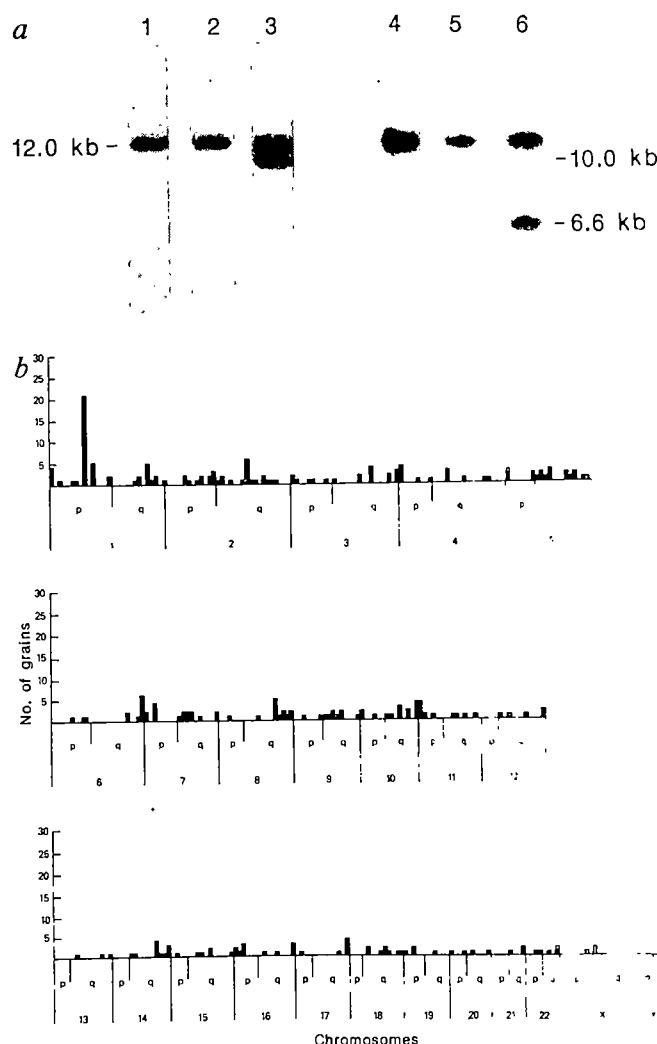 a 1 2 3 4 5 6
12.0 kb -
-10.0 kb
-6.6 kb
b
30
25
20
15
10
5
p q p q p q p q p
1 2 3 4 5
No. of grains
30
25
20
15
10
5
p q p q p q p q p q p q p
6 7 8 9 10 11 12
30
25
20
15
10
5
p q p q p q p q p q p q p q p q p q p
13 14 15 16 17 18 19 20 21 22 X
Chromosomes